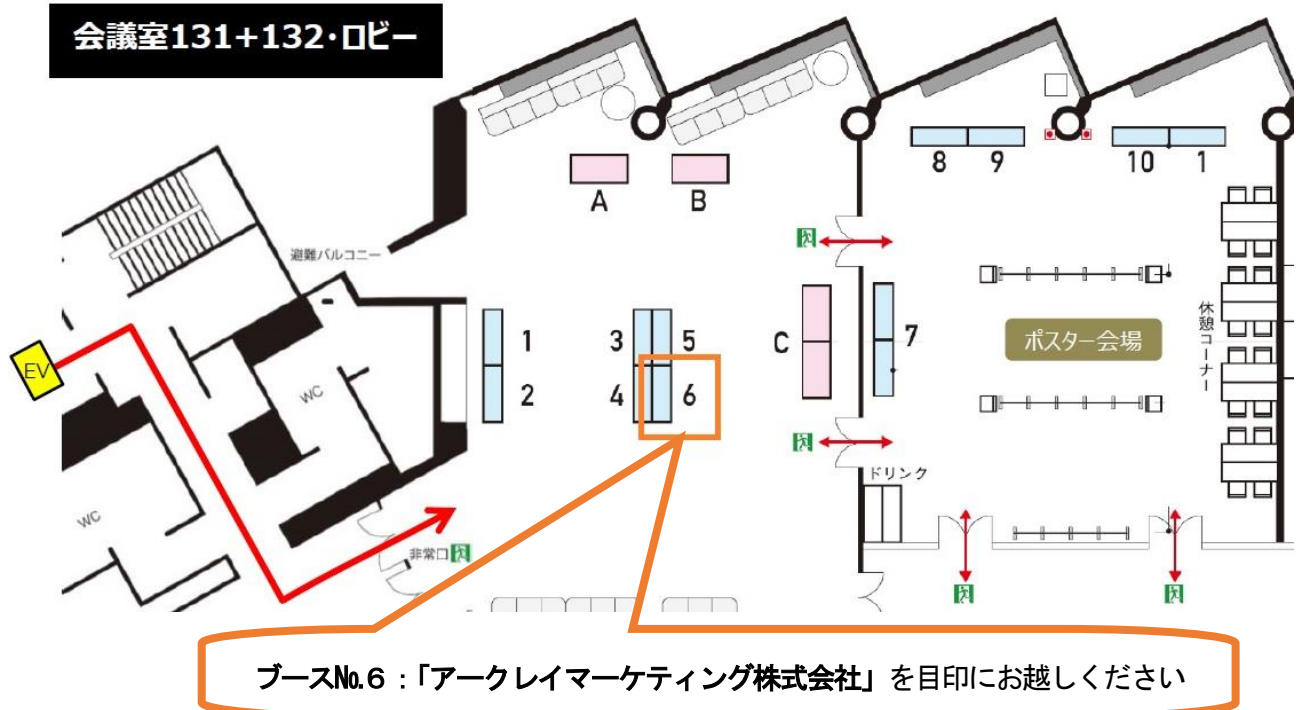 会議室131+132・ロビー
8 9 10 1
A B
避難バルコニー
1 3 5
2 4 6
C 7
ポスター会場
休憩コーナー
EV
WC
WC
ドリンク
非常口
ブース№6:「アークレイマーケティング株式会社」を目印にお越しください